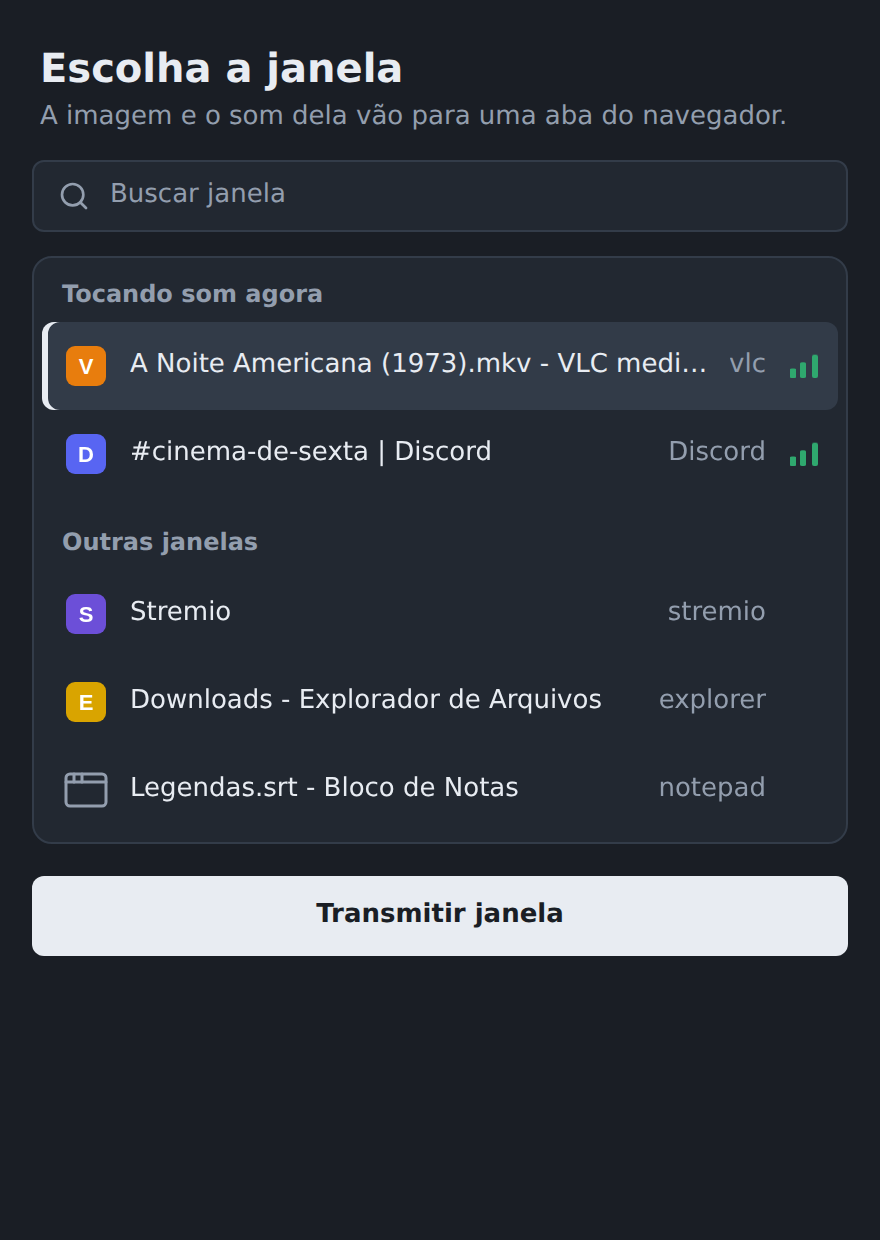 Escolha a janela
A imagem e o som dela vão para uma aba do navegador.
Buscar janela
Tocando som agora
V A Noite Americana (1973).mkv - VLC medi... vlc
D #cinema-de-sexta | Discord Discord
Outras janelas
S Stremio stremio
E Downloads - Explorador de Arquivos explorer
Legendas.srt - Bloco de Notas notepad
Transmitir janela